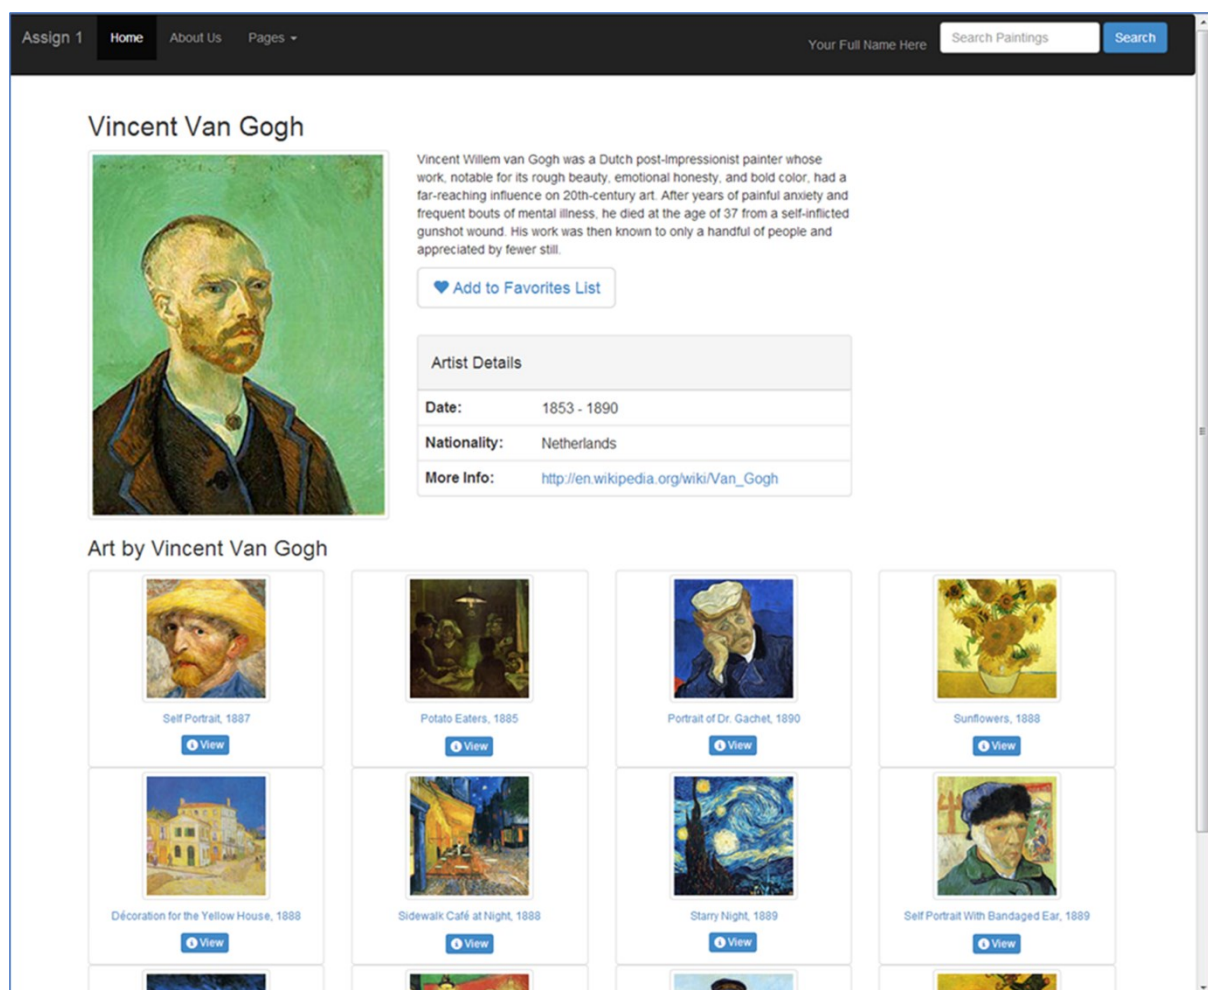 Assign 1 Home About Us Pages Your Full Name Here Search Paintings Search
Vincent Van Gogh
Vincent Willem van Gogh was a Dutch post-Impressionist painter whose
work, notable for its rough beauty, emotional honesty, and bold color, had a
far-reaching influence on 20th-century art. After years of painful anxiety and
frequent bouts of mental illness, he died at the age of 37 from a self-inflicted
gunshot wound. His work was then known to only a handful of people and
appreciated by fewer still.
Add to Favorites List
Artist Details
Date: 1853 - 1890
Nationality: Netherlands
More Info: http://en.wikipedia.org/wiki/Van_Gogh
Art by Vincent Van Gogh
Self Portrait, 1887 Potato Eaters, 1885 Portrait of Dr. Gachet, 1890 Sunflowers, 1888
View View View View
Décoration for the Yellow House, 1888 Sidewalk Café at Night, 1888 Starry Night, 1889 Self Portrait With Bandaged Ear, 1889
View View View View